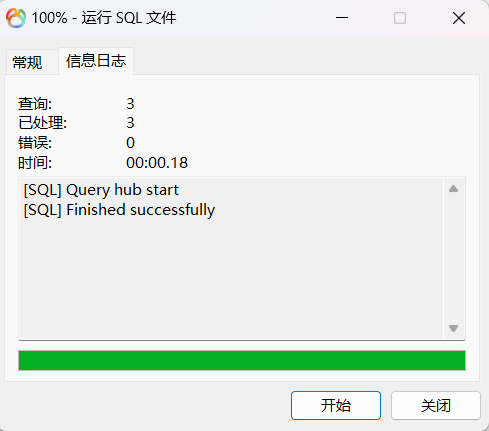 100% - 运行 SQL 文件
常规 信息日志
查询: 3
已处理: 3
错误: 0
时间: 00:00.18
[SQL] Query hub start
[SQL] Finished successfully
开始 关闭